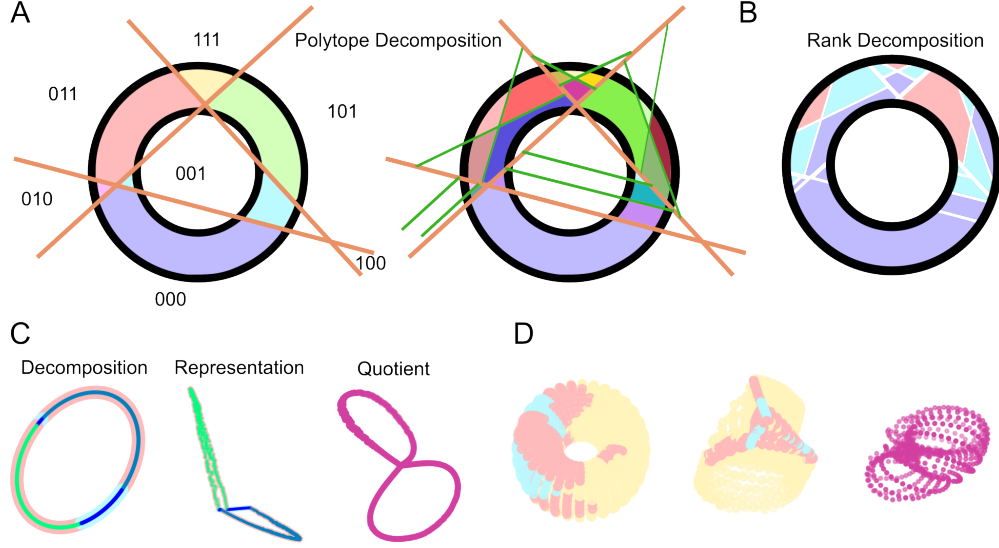 A
B
111
Polytope Decomposition
Rank Decomposition
011
101
001
010
100
000
C
D
Decomposition
Representation
Quotient